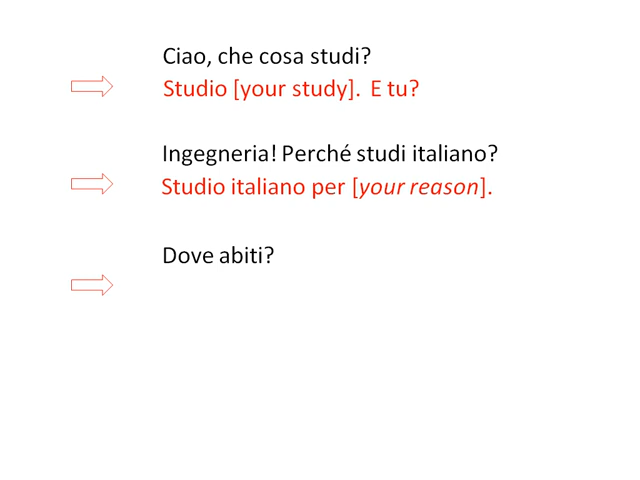 Ciao, che cosa studi?
Studio [your study]. E tu?
Ingegneria! Perché studi italiano?
Studio italiano per [your reason].
Dove abiti?